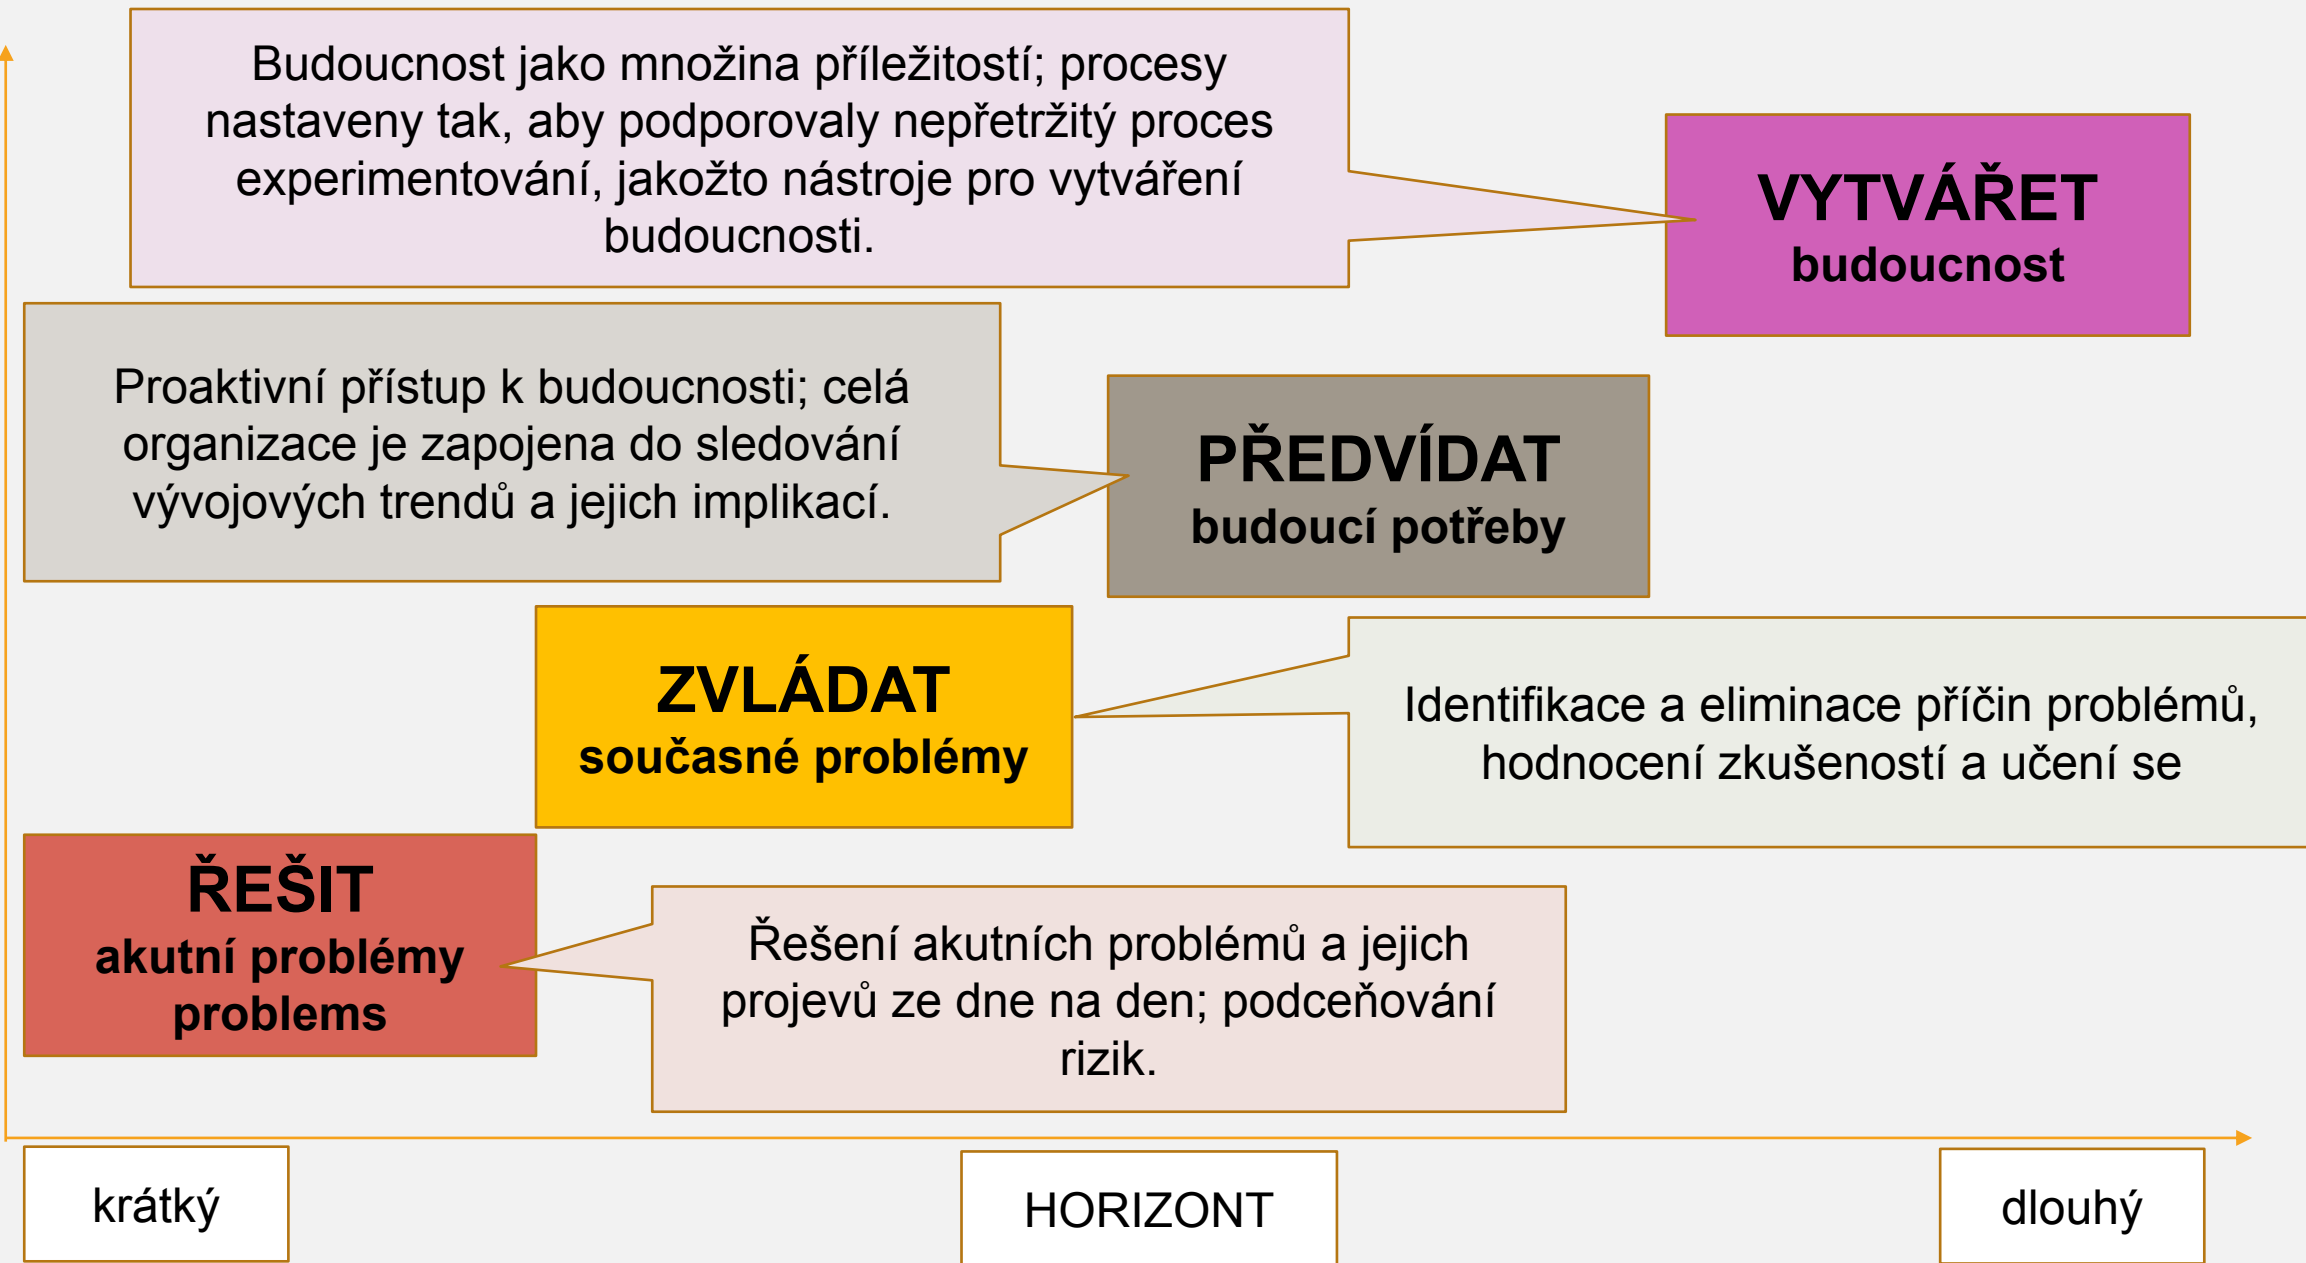 Budoucnost jako množina příležitostí; procesy
nastaveny tak, aby podporovaly nepřetržitý proces
experimentování, jakožto nástroje pro vytváření
budoucnosti.
VYTVÁŘET
budoucnost
Proaktivní přístup k budoucnosti; celá
organizace je zapojena do sledování
vývojových trendů a jejich implikací.
PŘEDVÍDAT
budoucí potřeby
ZVLÁDAT
současné problémy
Identifikace a eliminace příčin problémů,
hodnocení zkušeností a učení se
ŘEŠIT
akutní problémy
problems
Řešení akutních problémů a jejich
projevů ze dne na den; podceňování
rizik.
krátký
HORIZONT
dlouhý